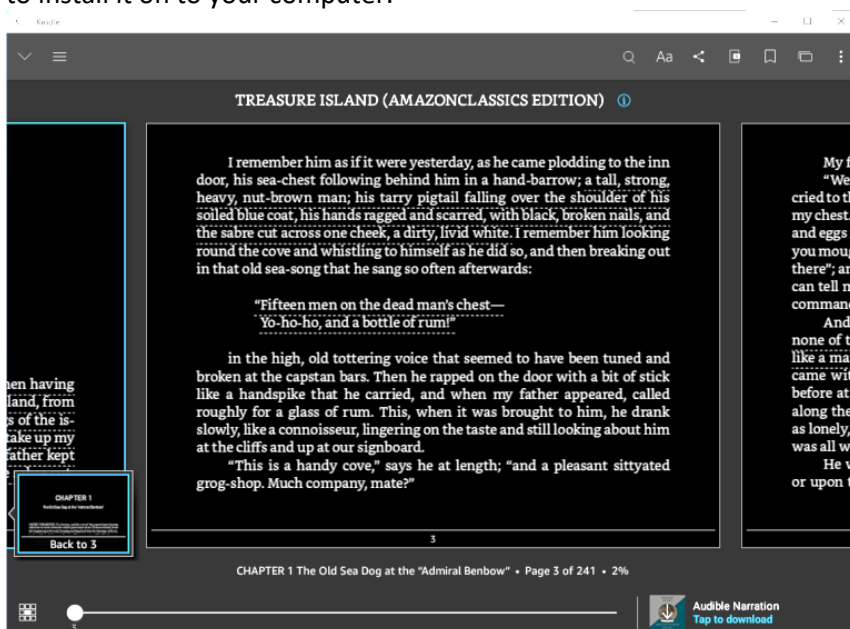 to install it on to your computer.
Kindle
Aa
TREASURE ISLAND (AMAZONCLASSICS EDITION)
I remember him as if it were yesterday, as he came plodding to the inn
door, his sea-chest following behind him in a hand-barrow; a tall, strong,
heavy, nut-brown man; his tarry pigtail falling over the shoulder of his
soiled blue coat, his hands ragged and scarred, with black, broken nails, and
the sabre cut across one cheek, a dirty, livid white. I remember him looking
round the cove and whistling to himself as he did so, and then breaking out
in that old sea-song that he sang so often afterwards:
“Fifteen men on the dead man’s chest—
Yo-ho-ho, and a bottle of rum!”
in the high, old tottering voice that seemed to have been tuned and
broken at the capstan bars. Then he rapped on the door with a bit of stick
like a handspike that he carried, and when my father appeared, called
roughly for a glass of rum. This, when it was brought to him, he drank
slowly, like a connoisseur, lingering on the taste and still looking about him
at the cliffs and up at our signboard.
“This is a handy cove,” says he at length; “and a pleasant sittyated
grog-shop. Much company, mate?”
3
hen having
land, from
s of the is-
take up my
father kept
CHAPTER 1
The Old Sea Dog at the “Admiral Benbow”
Back to 3
My f
“We
cried to th
my chest.
and eggs
you moug
there”; an
can tell m
command
And
none of t
like a ma
came wit
before at
along the
as lonely,
was all w
He w
or upon t
CHAPTER 1 The Old Sea Dog at the “Admiral Benbow” • Page 3 of 241 • 2%
3
Audible Narration
Tap to download